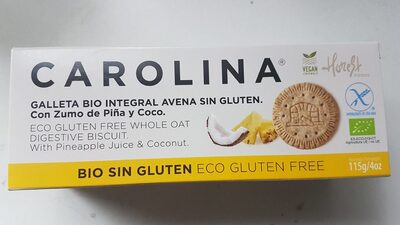 CAROLINA®
VEGAN
Honest
GALLETA BIO INTEGRAL AVENA SIN GLUTEN.
Con Zumo de Piña y Coco.
ECO GLUTEN FREE WHOLE OAT
DIGESTIVE BISCUIT.
With Pineapple Juice & Coconut.
BIO SIN GLUTEN ECO GLUTEN FREE
115g/4oz